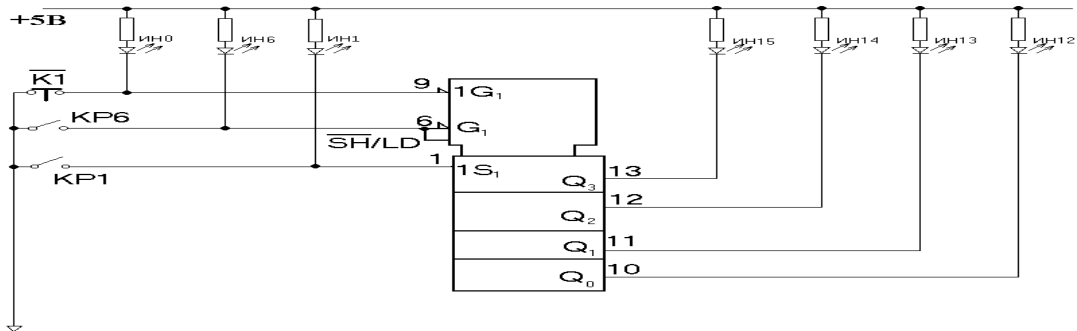 +5В
ИН0
ИН6
ИН1
ИН15
ИН14
ИН13
ИН12
K1
9
1G₁
KP6
6
G₁
SH/LD
1
1S₁
KP1
Q₃
13
Q₂
12
Q₁
11
Q₀
10